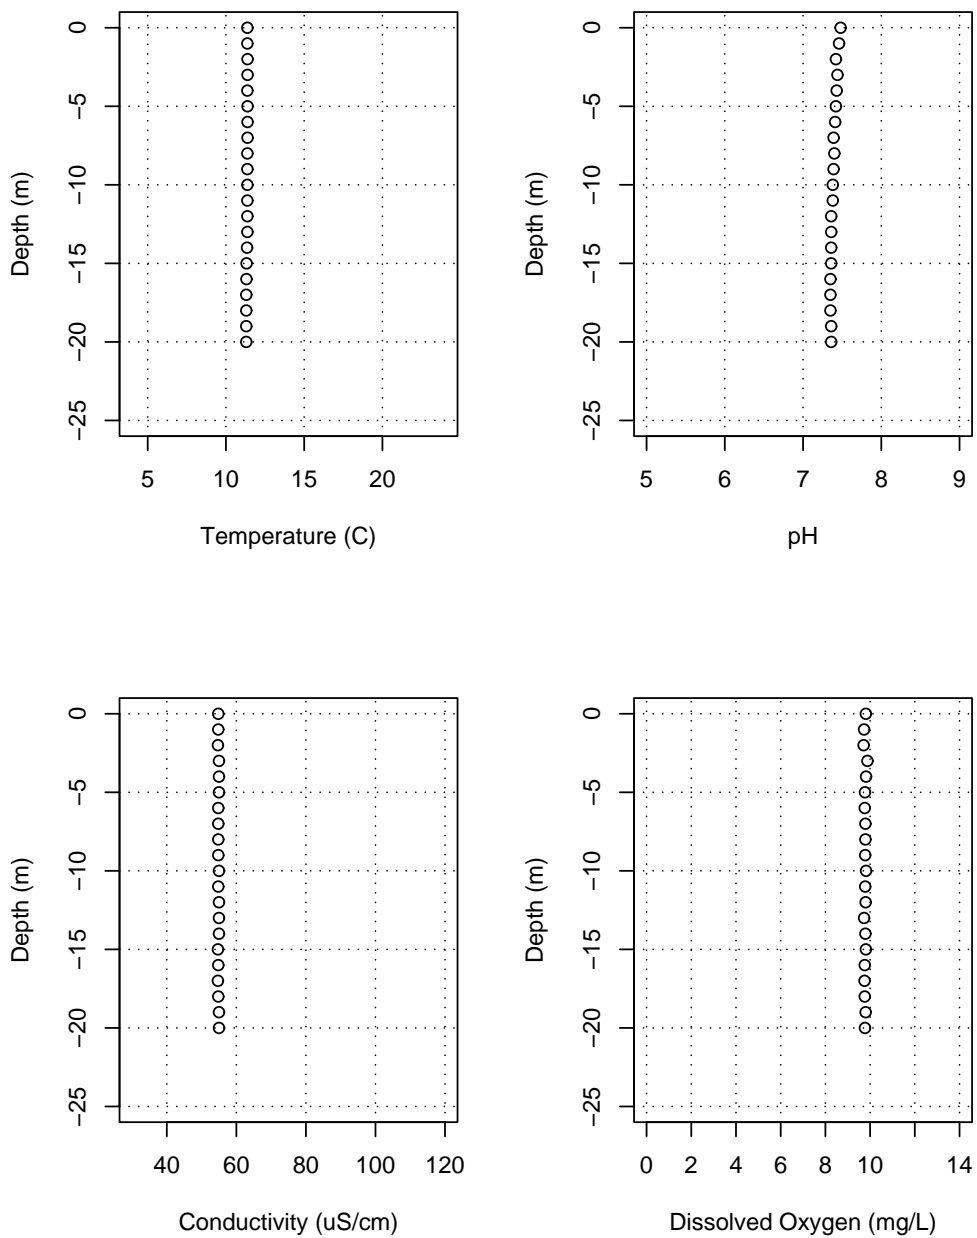 0
−5
−10
−15
−20
−25
Depth (m)
5 10 15 20
Temperature (C)
0
−5
−10
−15
−20
−25
Depth (m)
5 6 7 8 9
pH
0
−5
−10
−15
−20
−25
Depth (m)
40 60 80 100 120
Conductivity (uS/cm)
0
−5
−10
−15
−20
−25
Depth (m)
0 2 4 6 8 10 14
Dissolved Oxygen (mg/L)